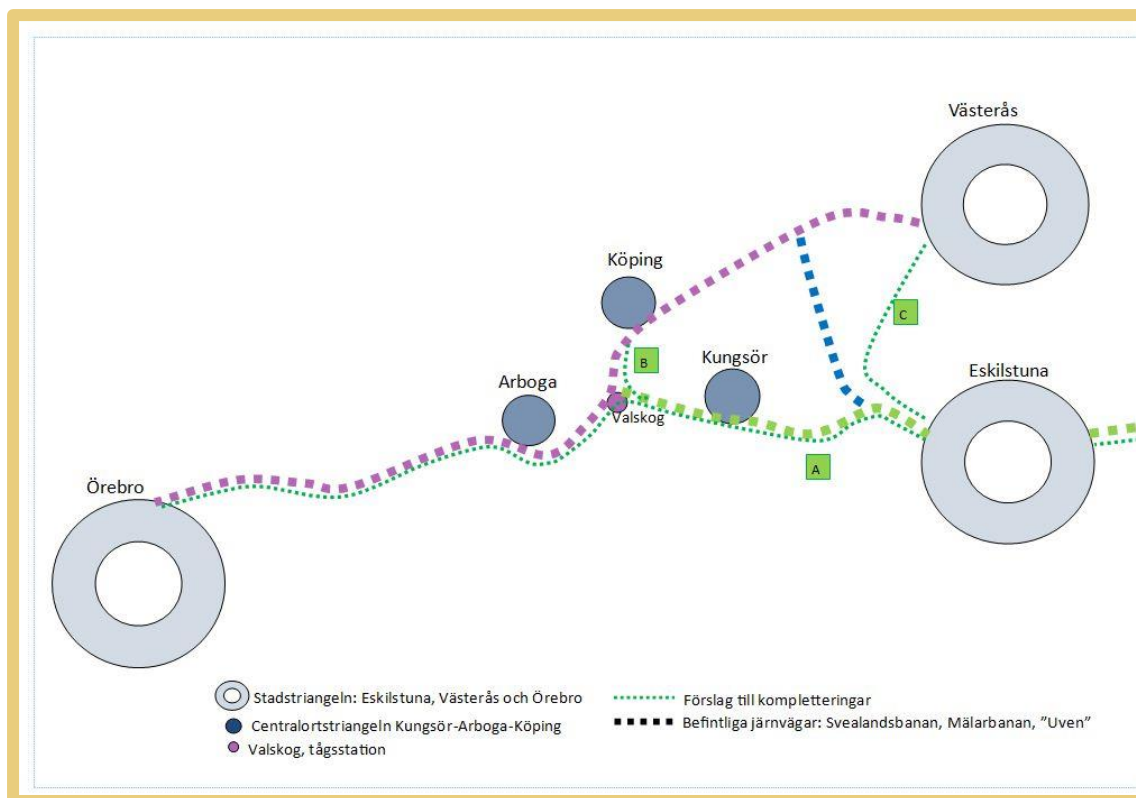 Västerås
Köping
C
B
Kungsör
Eskilstuna
Arboga
Valskog
A
Örebro
Stadstriangeln: Eskilstuna, Västerås och Örebro
Förslag till kompletteringar
Centralortstriangeln Kungsör-Arboga-Köping
Befintliga järnvägar: Svealandsbanan, Mälarbanan, ”Uven”
Valskog, tågsstation